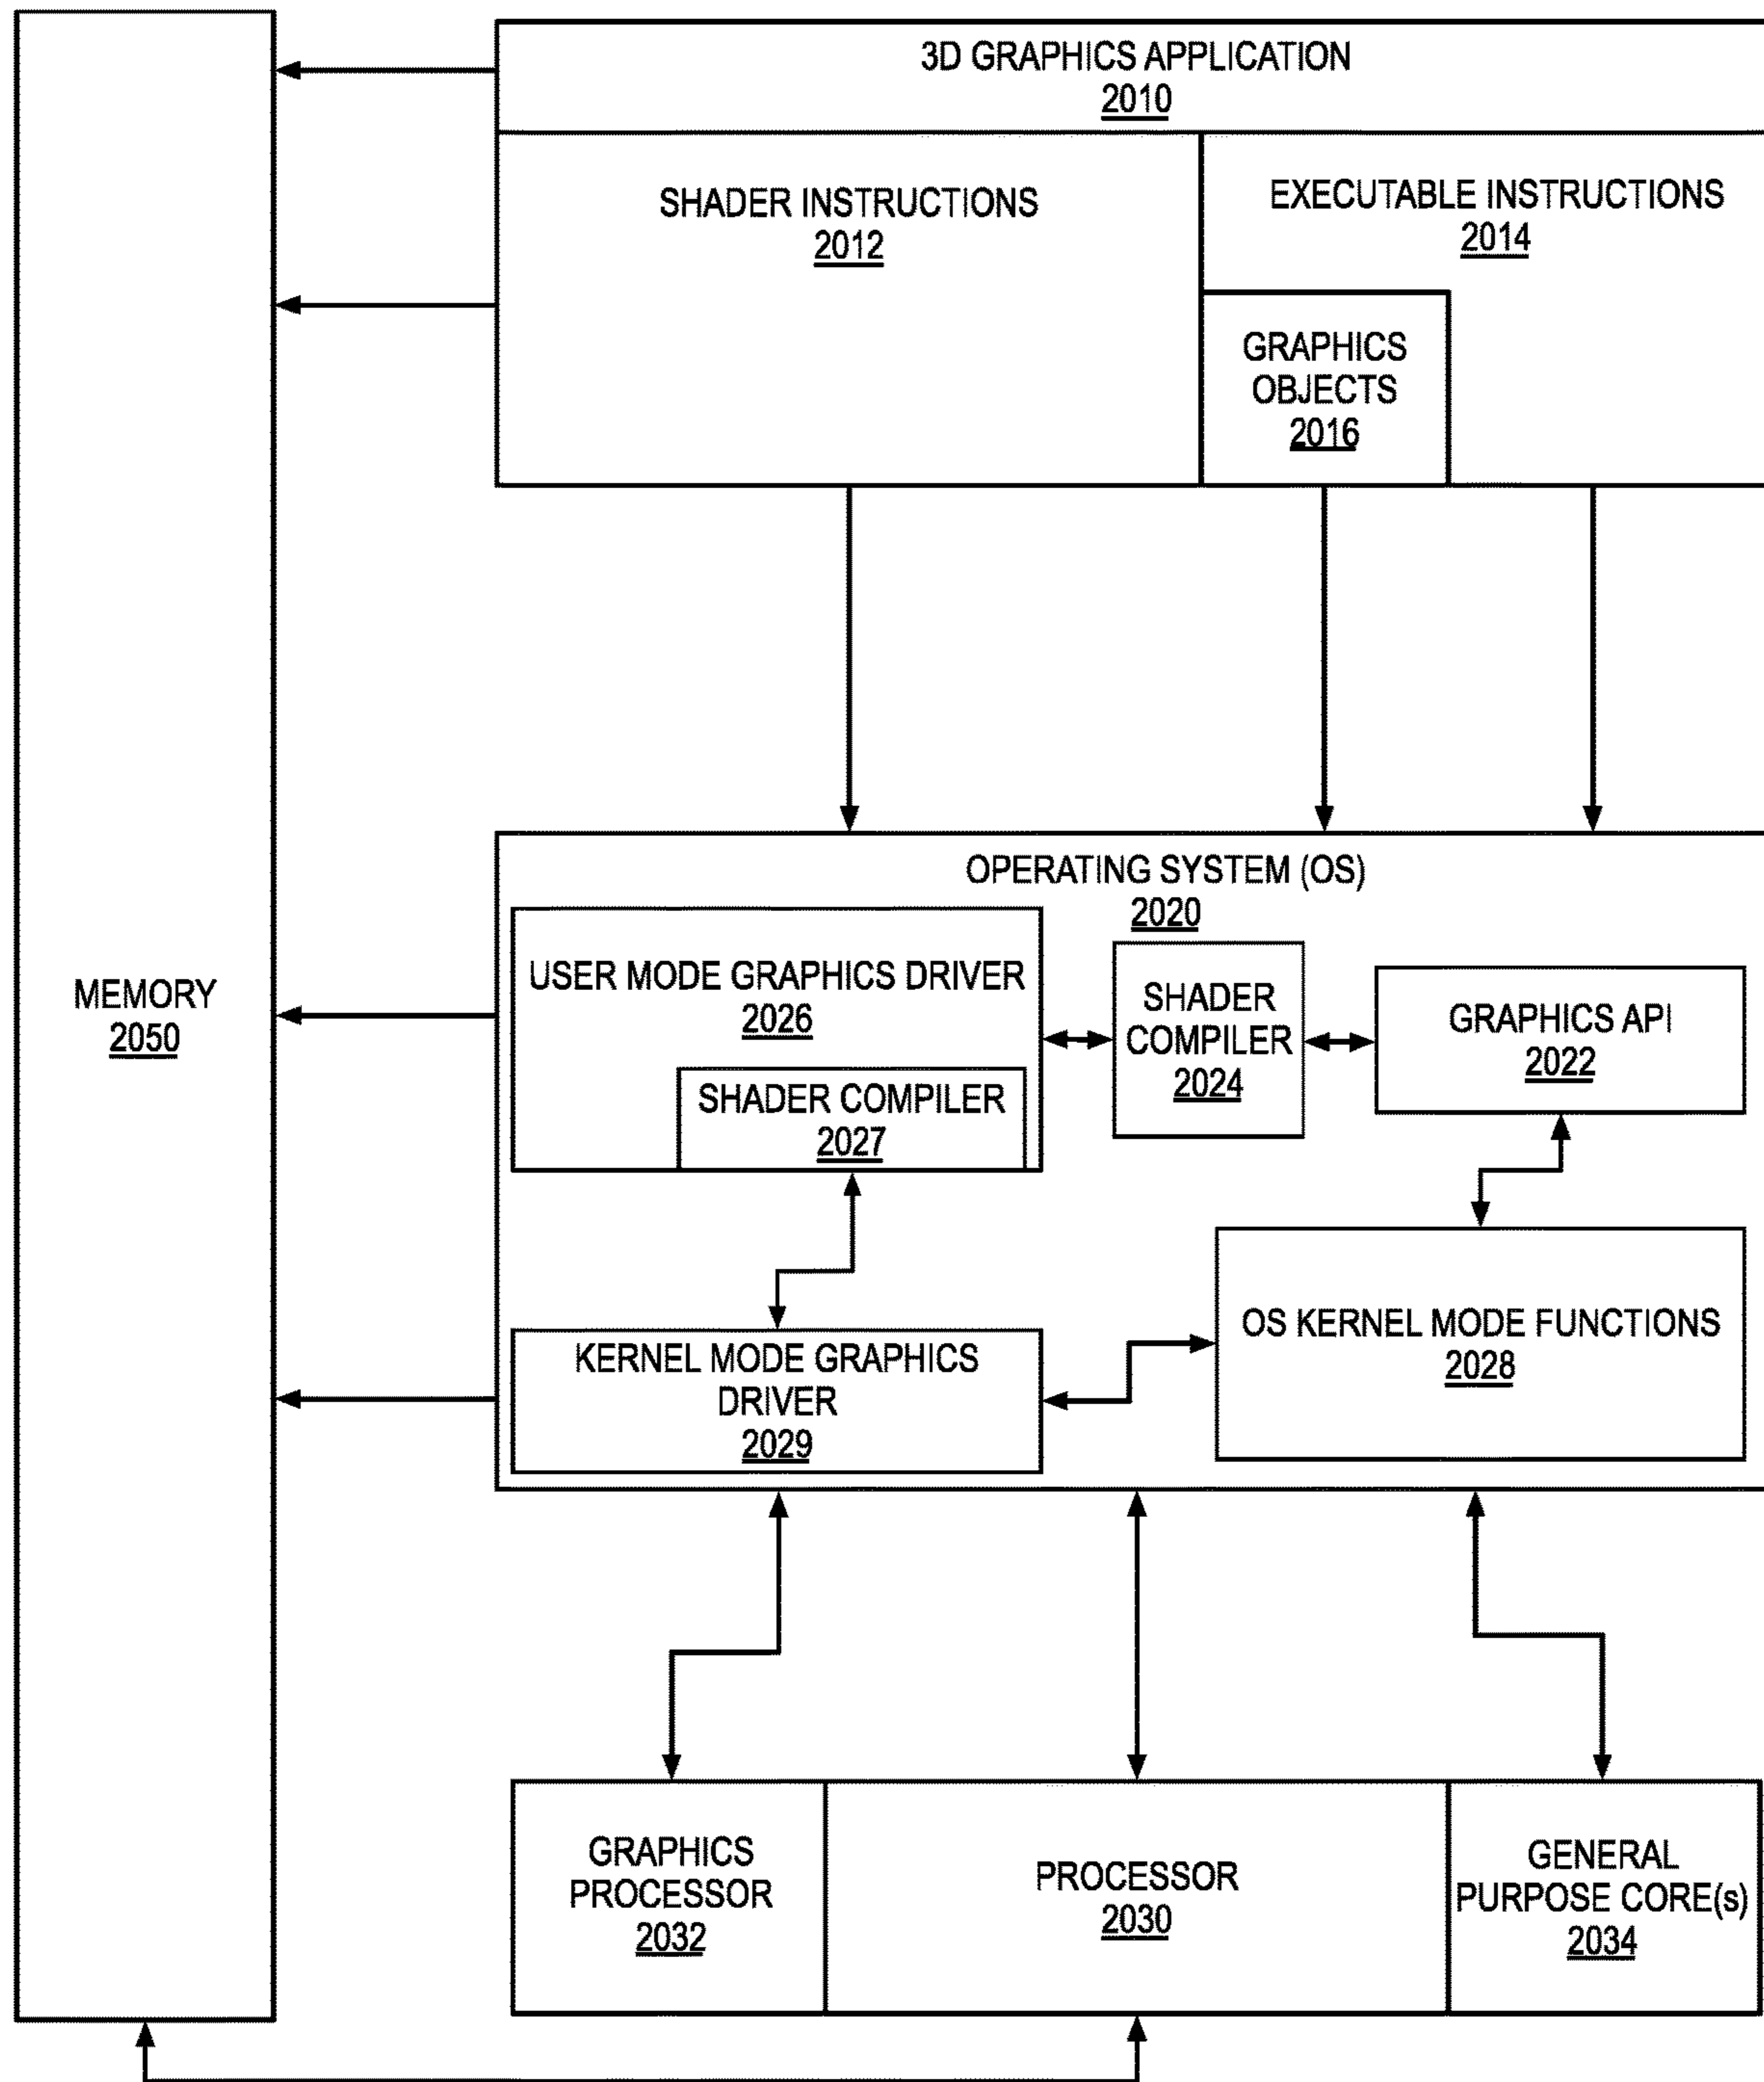 3D GRAPHICS APPLICATION
2010
SHADER INSTRUCTIONS
2012
EXECUTABLE INSTRUCTIONS
2014
GRAPHICS
OBJECTS
2016
MEMORY
2050
OPERATING SYSTEM (OS)
2020
USER MODE GRAPHICS DRIVER
2026
SHADER COMPILER
2027
SHADER
COMPILER
2024
GRAPHICS API
2022
KERNEL MODE GRAPHICS
DRIVER
2029
OS KERNEL MODE FUNCTIONS
2028
GRAPHICS
PROCESSOR
2032
PROCESSOR
2030
GENERAL
PURPOSE CORE(s)
2034